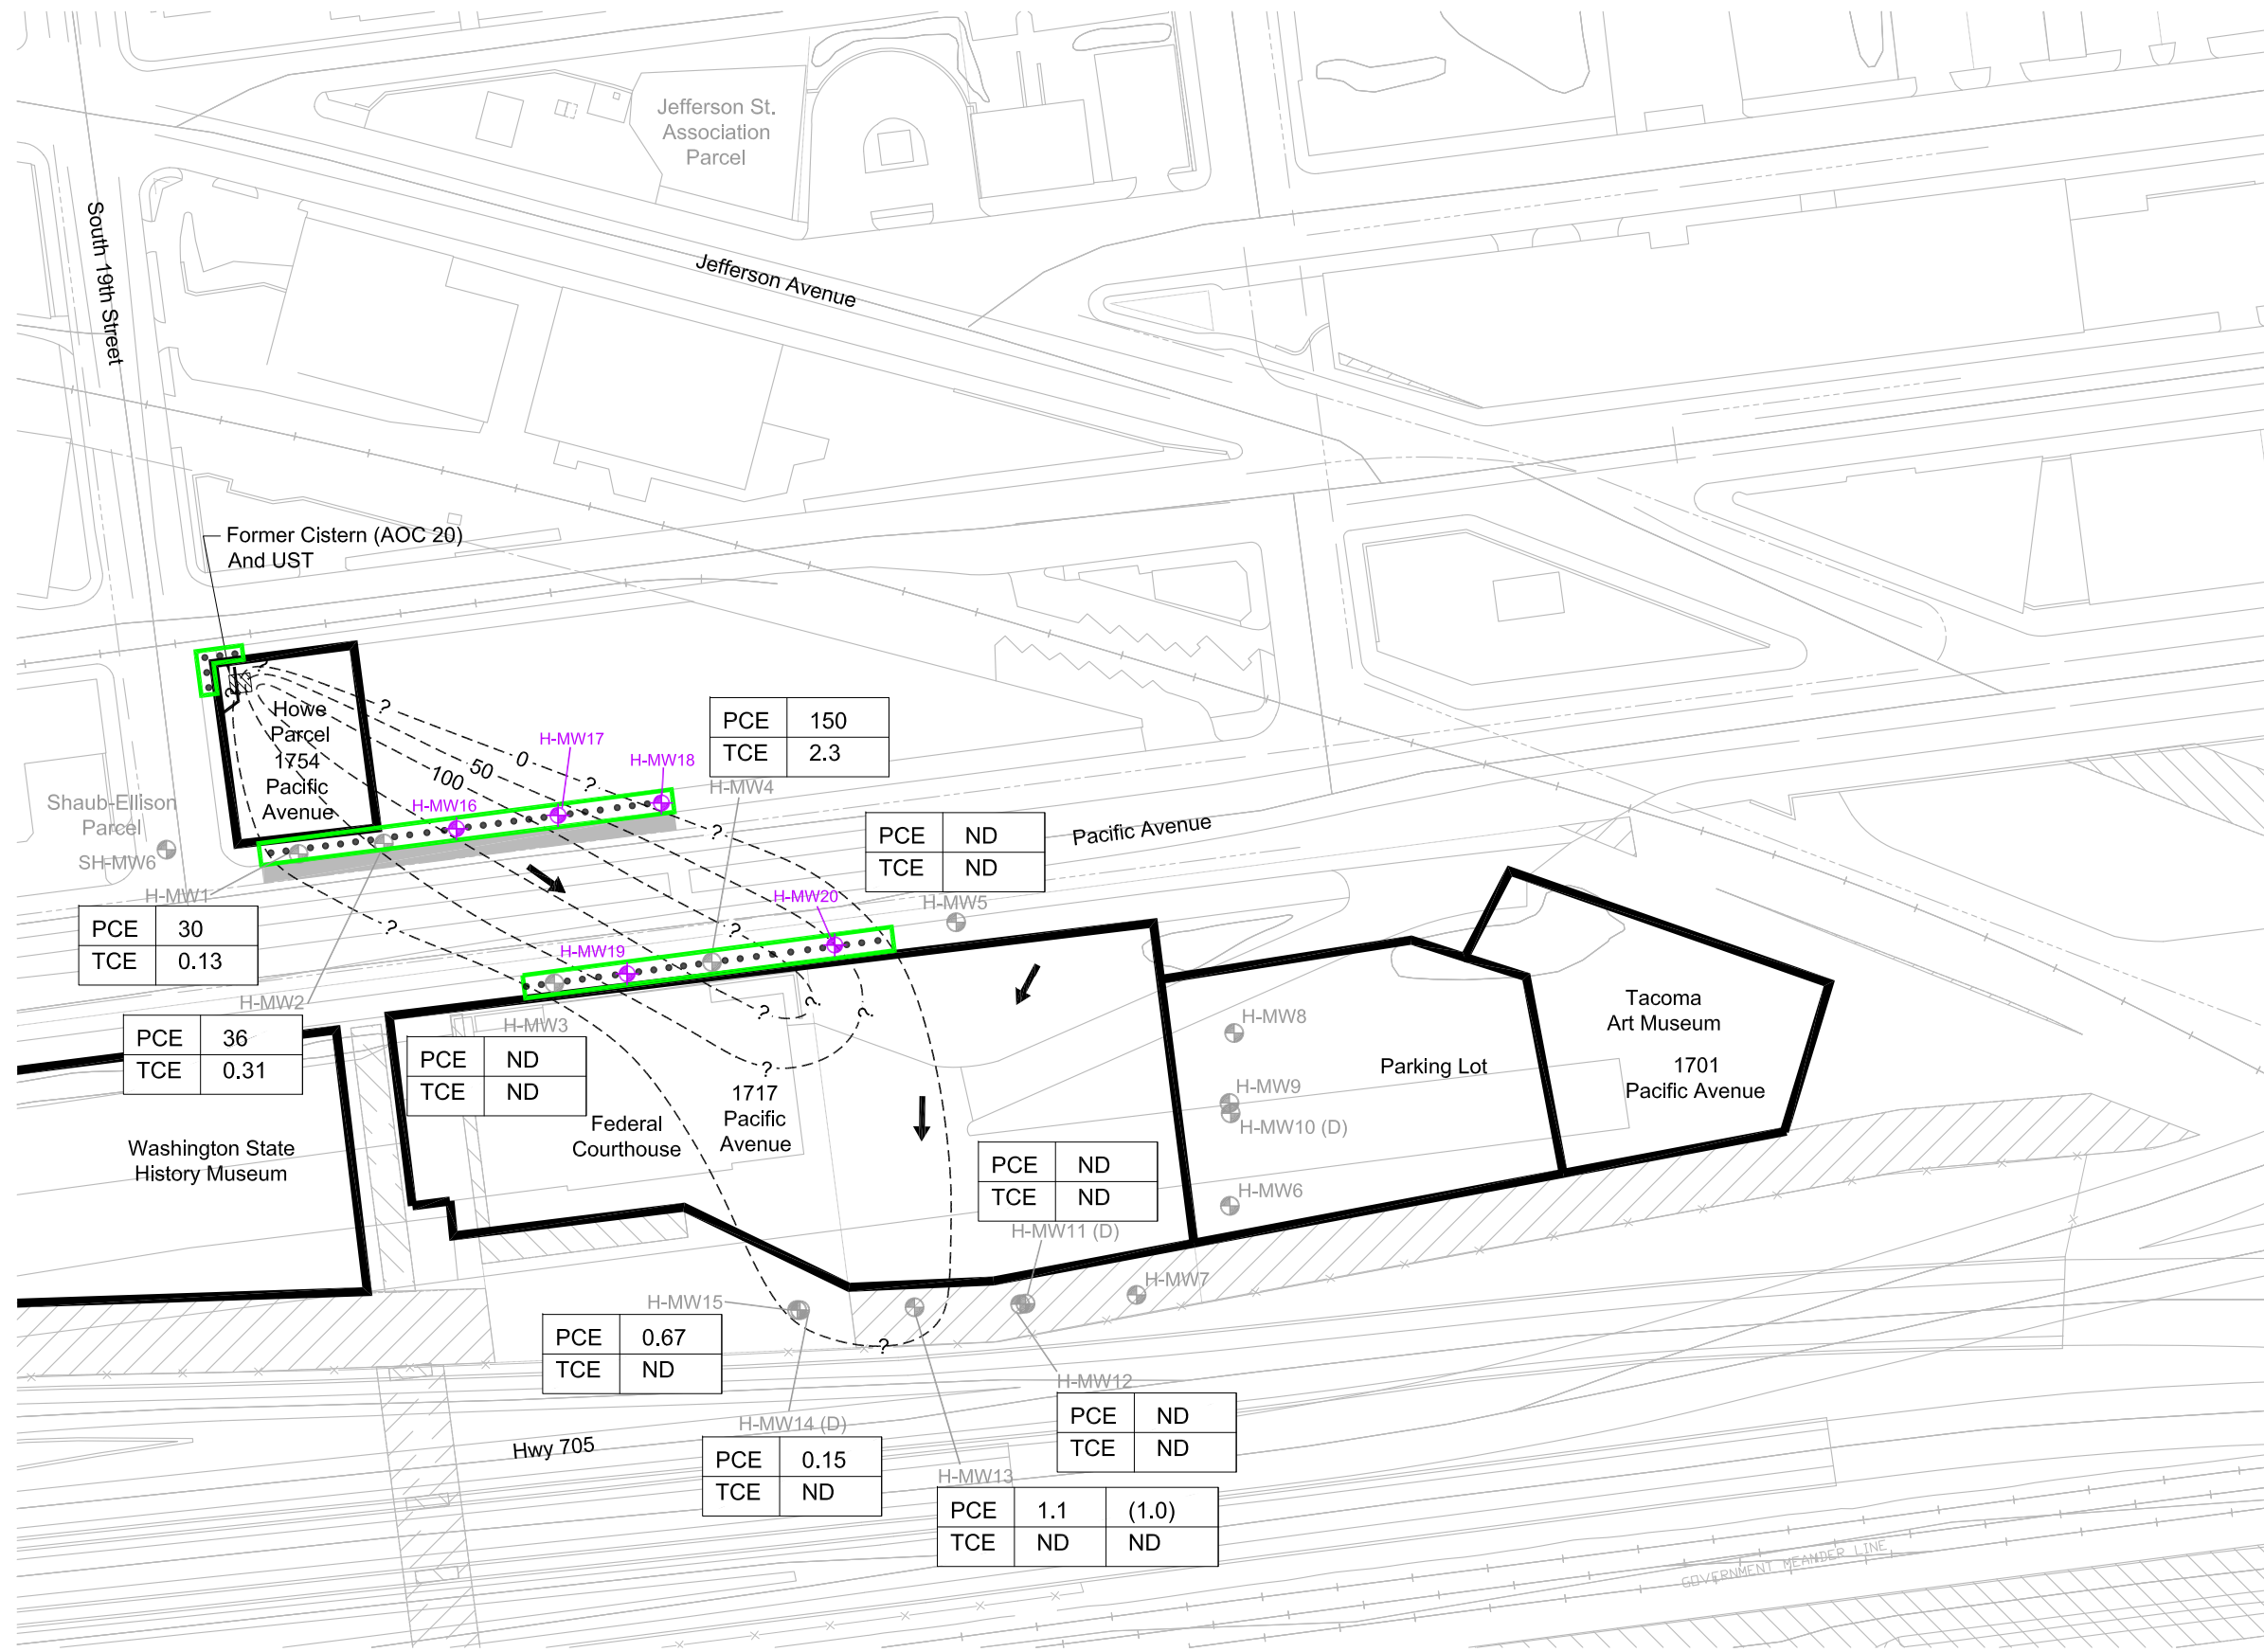 Jefferson St.
Association
Parcel
South 19th Street
Jefferson Avenue
Former Cistern (AOC 20)
And UST
?
?
?
Howe
Parcel
1754
Pacific
Avenue
0
50
100
?
H-MW17
H-MW18
H-MW16
PCE 150
TCE 2.3
H-MW4
Shaub-Ellison
Parcel
SH-MW6
?
Pacific Avenue
PCE ND
TCE ND
H-MW5
H-MW1
PCE 30
TCE 0.13
H-MW20
?
?
H-MW19
H-MW2
PCE 36
TCE 0.31
H-MW3
PCE ND
TCE ND
?
?
?
?
H-MW8
Tacoma
Art Museum
1701
Pacific Avenue
Parking Lot
H-MW9
H-MW10 (D)
1717
Pacific
Avenue
Federal
Courthouse
Washington State
History Museum
PCE ND
TCE ND
H-MW11 (D)
H-MW6
H-MW7
H-MW15
PCE 0.67
TCE ND
?
H-MW12
PCE ND
TCE ND
H-MW14 (D)
PCE 0.15
TCE ND
Hwy 705
H-MW13
PCE 1.1 (1.0)
TCE ND ND
GOVERNMENT MEANDER LINE